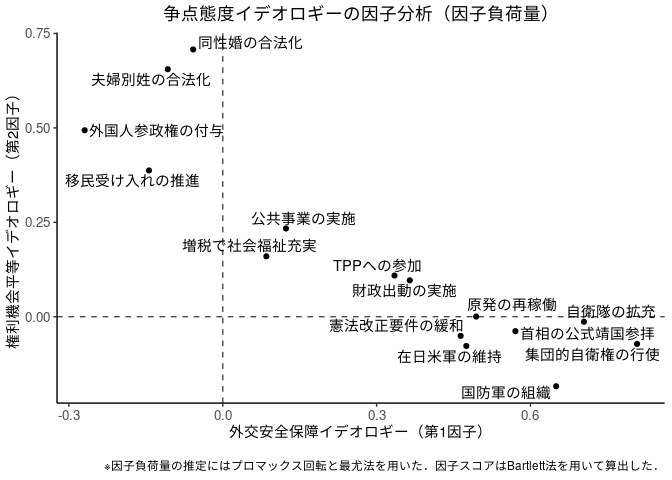 争点態度イデオロギーの因子分析（因子負荷量）
0.75
同性婚の合法化
夫婦別姓の合法化
0.50
外国人参政権の付与
移民受け入れの推進
0.25
公共事業の実施
増税で社会福祉充実
TPPへの参加
財政出動の実施
原発の再稼働
自衛隊の拡充
0.00
憲法改正要件の緩和
首相の公式靖国参拝
在日米軍の維持
集団的自衛権の行使
国防軍の組織
権利機会平等イデオロギー（第2因子）
-0.3
0.0
0.3
0.6
外交安全保障イデオロギー（第1因子）
※因子負荷量の推定にはプロマックス回転と最尤法を用いた．因子スコアはBartlett法を用いて算出した．